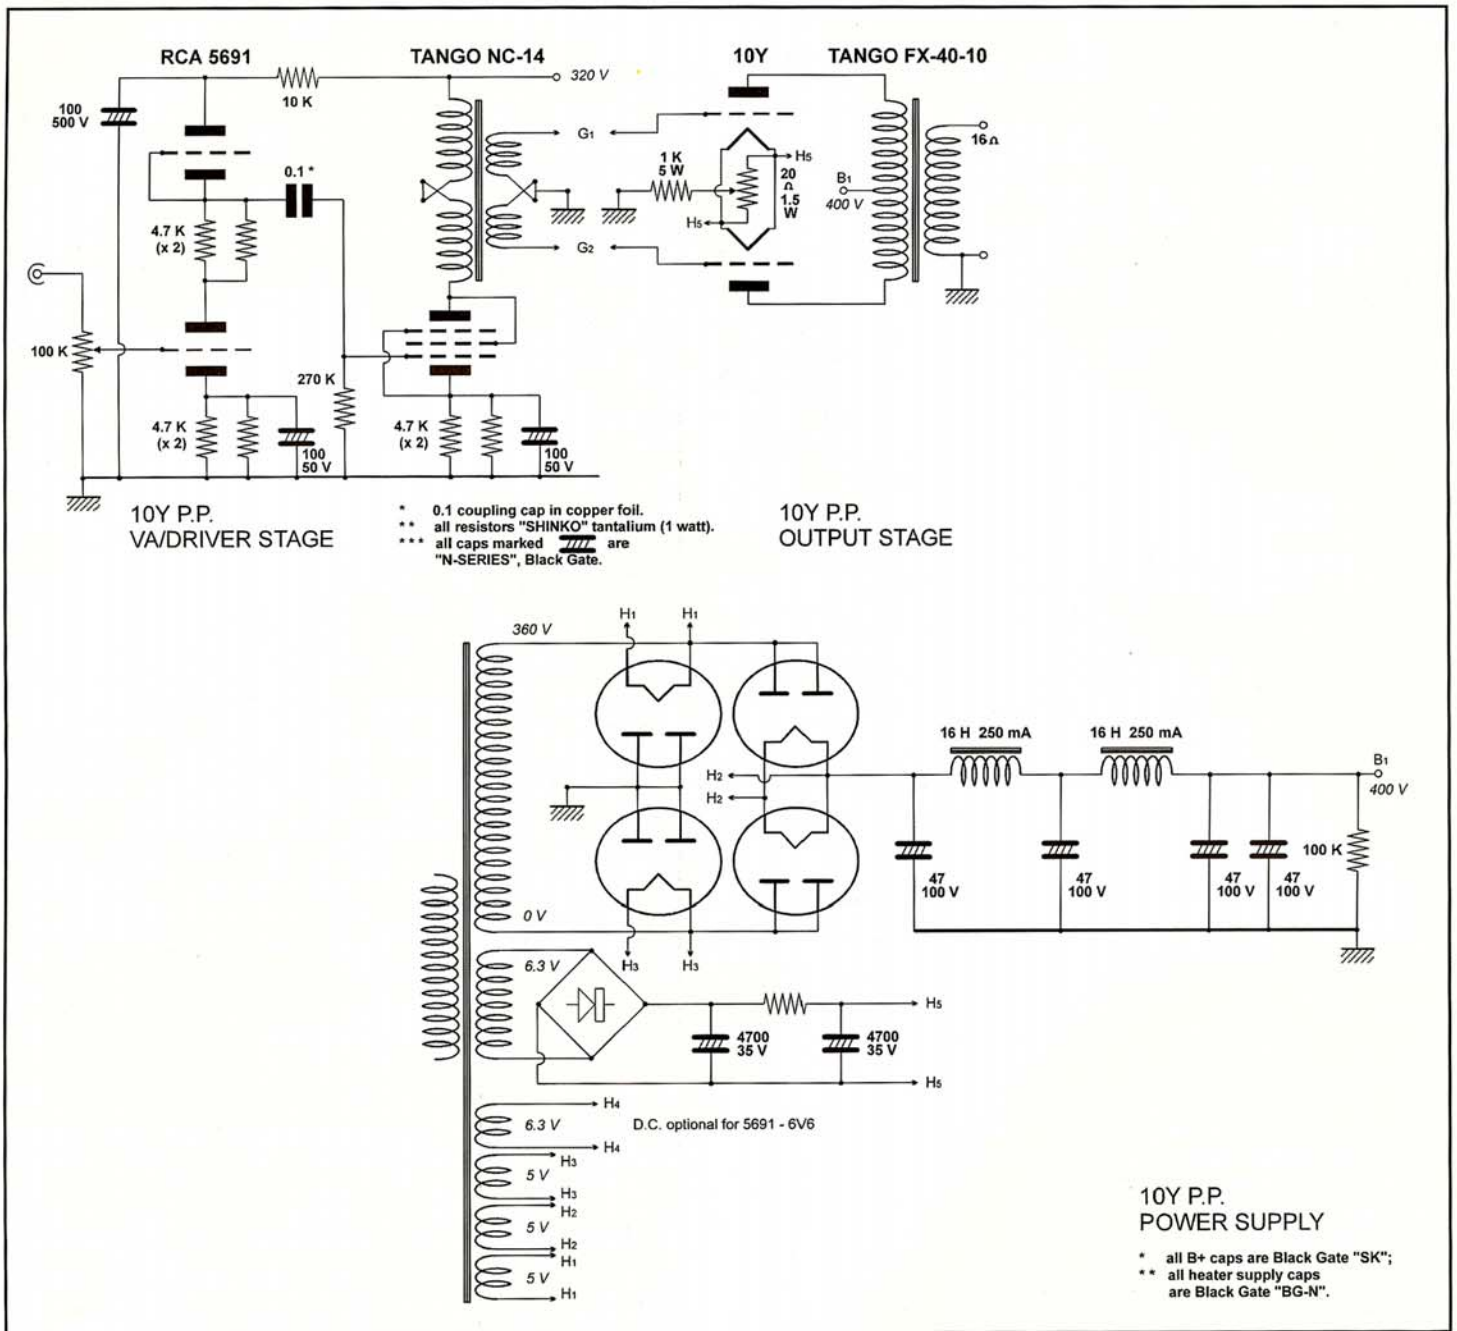 RCA 5691
TANGO NC-14
10Y
TANGO FX-40-10
320 V
10 K
100
500 V
0.1 *
G1
1 K
5 W
H5
20
Ω
1.5
W
H5
B1
400 V
16Ω
4.7 K
(x 2)
G2
100 K
270 K
4.7 K
(x 2)
100
50 V
4.7 K
(x 2)
100
50 V
10Y P.P.
VA/DRIVER STAGE
* 0.1 coupling cap in copper foil.
** all resistors "SHINKO" tantalium (1 watt).
*** all caps marked are
"N-SERIES", Black Gate.
10Y P.P.
OUTPUT STAGE
H1 H1
360 V
16 H 250 mA
16 H 250 mA
B1
400 V
H2
H2
47
100 V
47
100 V
47
100 V
47
100 V
100 K
0 V
H3 H3
6.3 V
4700
35 V
4700
35 V
H5
H5
H4
6.3 V
H4
D.C. optional for 5691 - 6V6
H3
5 V
H3
H2
5 V
H2
H1
5 V
H1
10Y P.P.
POWER SUPPLY
* all B+ caps are Black Gate "SK";
** all heater supply caps
are Black Gate "BG-N".